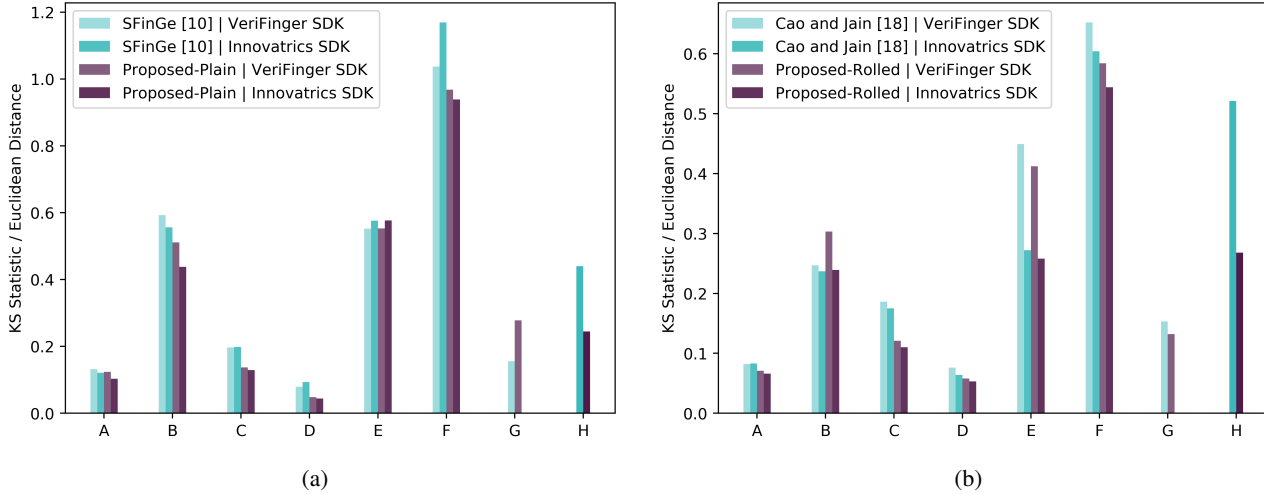 SFinGe [10] | VeriFinger SDK
SFinGe [10] | Innovatrics SDK
Proposed-Plain | VeriFinger SDK
Proposed-Plain | Innovatrics SDK
KS Statistic / Euclidean Distance
1.2
1.0
0.8
0.6
0.4
0.2
0.0
A B C D E F G H
(a)
Cao and Jain [18] | VeriFinger SDK
Cao and Jain [18] | Innovatrics SDK
Proposed-Rolled | VeriFinger SDK
Proposed-Rolled | Innovatrics SDK
KS Statistic / Euclidean Distance
0.6
0.5
0.4
0.3
0.2
0.1
0.0
A B C D E F G H
(b)